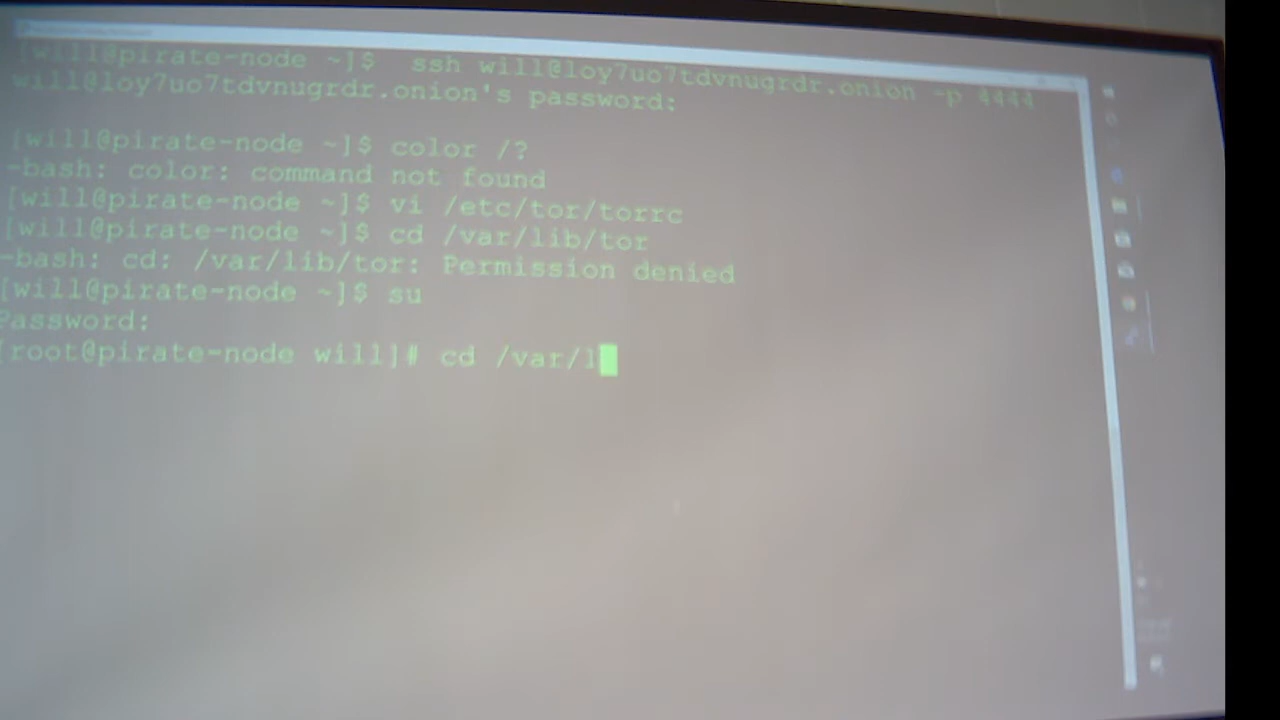 [will@pirate-node ~]$  ssh will@loy7uo7tdvnugrdr.onion -p 4444
will@loy7uo7tdvnugrdr.onion's password:
[will@pirate-node ~]$ color /?
-bash: color: command not found
[will@pirate-node ~]$ vi /etc/tor/torrc
[will@pirate-node ~]$ cd /var/lib/tor
-bash: cd: /var/lib/tor: Permission denied
[will@pirate-node ~]$ su
Password:
[root@pirate-node will]# cd /var/l